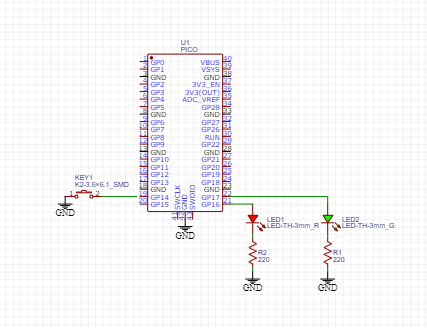 U1
PICO
1 GP0 VBUS 40
2 GP1 VSYS 39
3 GND GND 38
4 GP2 3V3_EN 37
5 GP3 3V3(OUT) 36
6 GP4 ADC_VREF 35
7 GP5 GP28 34
8 GND GND 33
9 GP6 GP27 32
10 GP7 GP26 31
11 GP8 RUN 30
12 GP9 GP22 29
13 GND GND 28
14 GP10 GP21 27
15 GP11 GP20 26
16 GP12 GP19 25
17 GP13 GP18 24
18 GND GND 23
19 GP14 GP17 22
20 GP15 GP16 21
SWCLK
GND
SWDIO
41 42 43
GND
KEY1
K2-3.6×6.1_SMD
1 2
GND
LED1
LED-TH-3mm_R
LED2
LED-TH-3mm_G
R2
220
R1
220
GND
GND